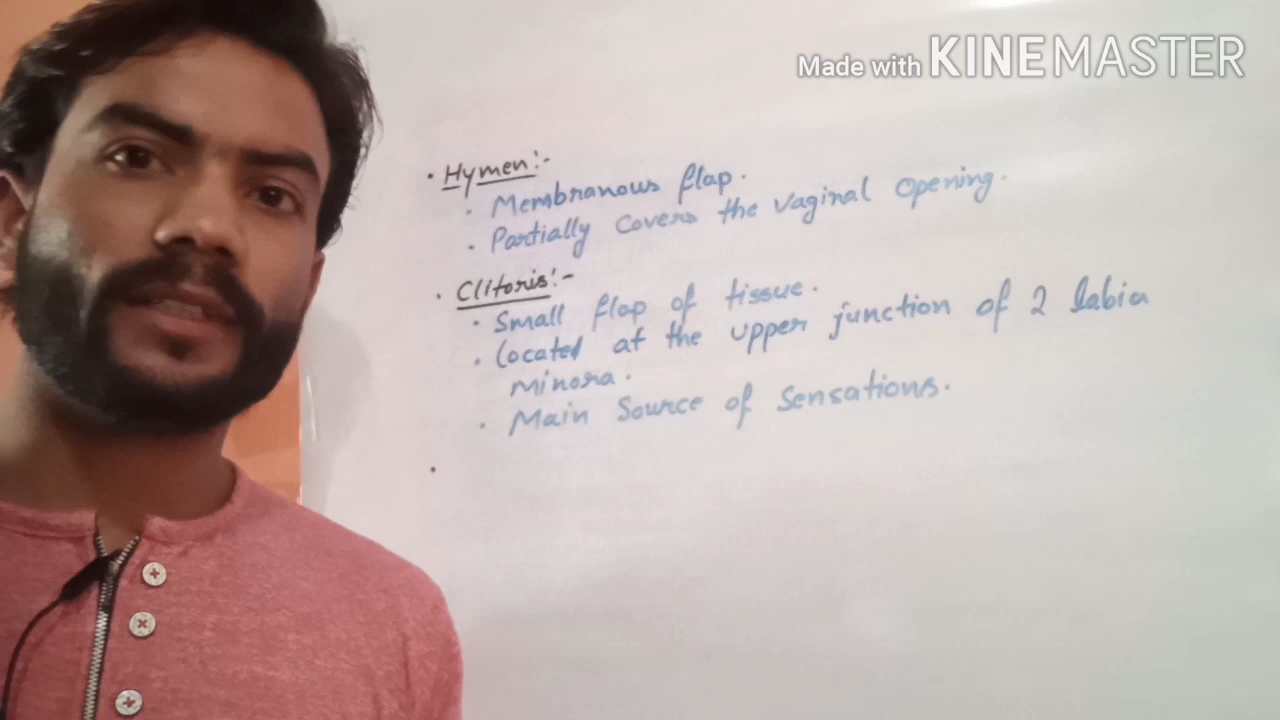 Made with KINEMASTER
• Hymen:-
• Membranous flap.
• Partially Covers the vaginal Opening.
• Clitoris:-
• Small flap of tissue.
• Located at the upper junction of 2 labia
minora.
• Main Source of Sensations.
•